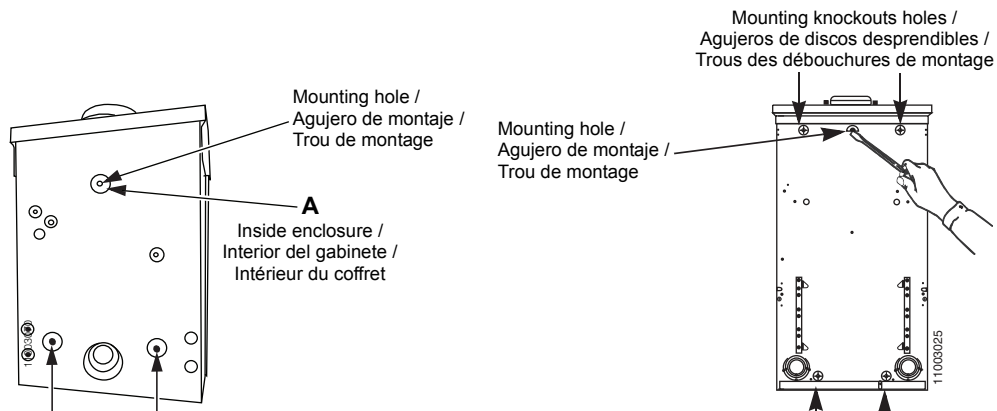 Mounting hole /
Agujero de montaje /
Trou de montage
A
Inside enclosure /
Interior del gabinete /
Intérieur du coffret
Mounting knockouts holes /
Agujeros de discos desprendibles /
Trous des débouchures de montage
Mounting hole /
Agujero de montaje /
Trou de montage
11003025